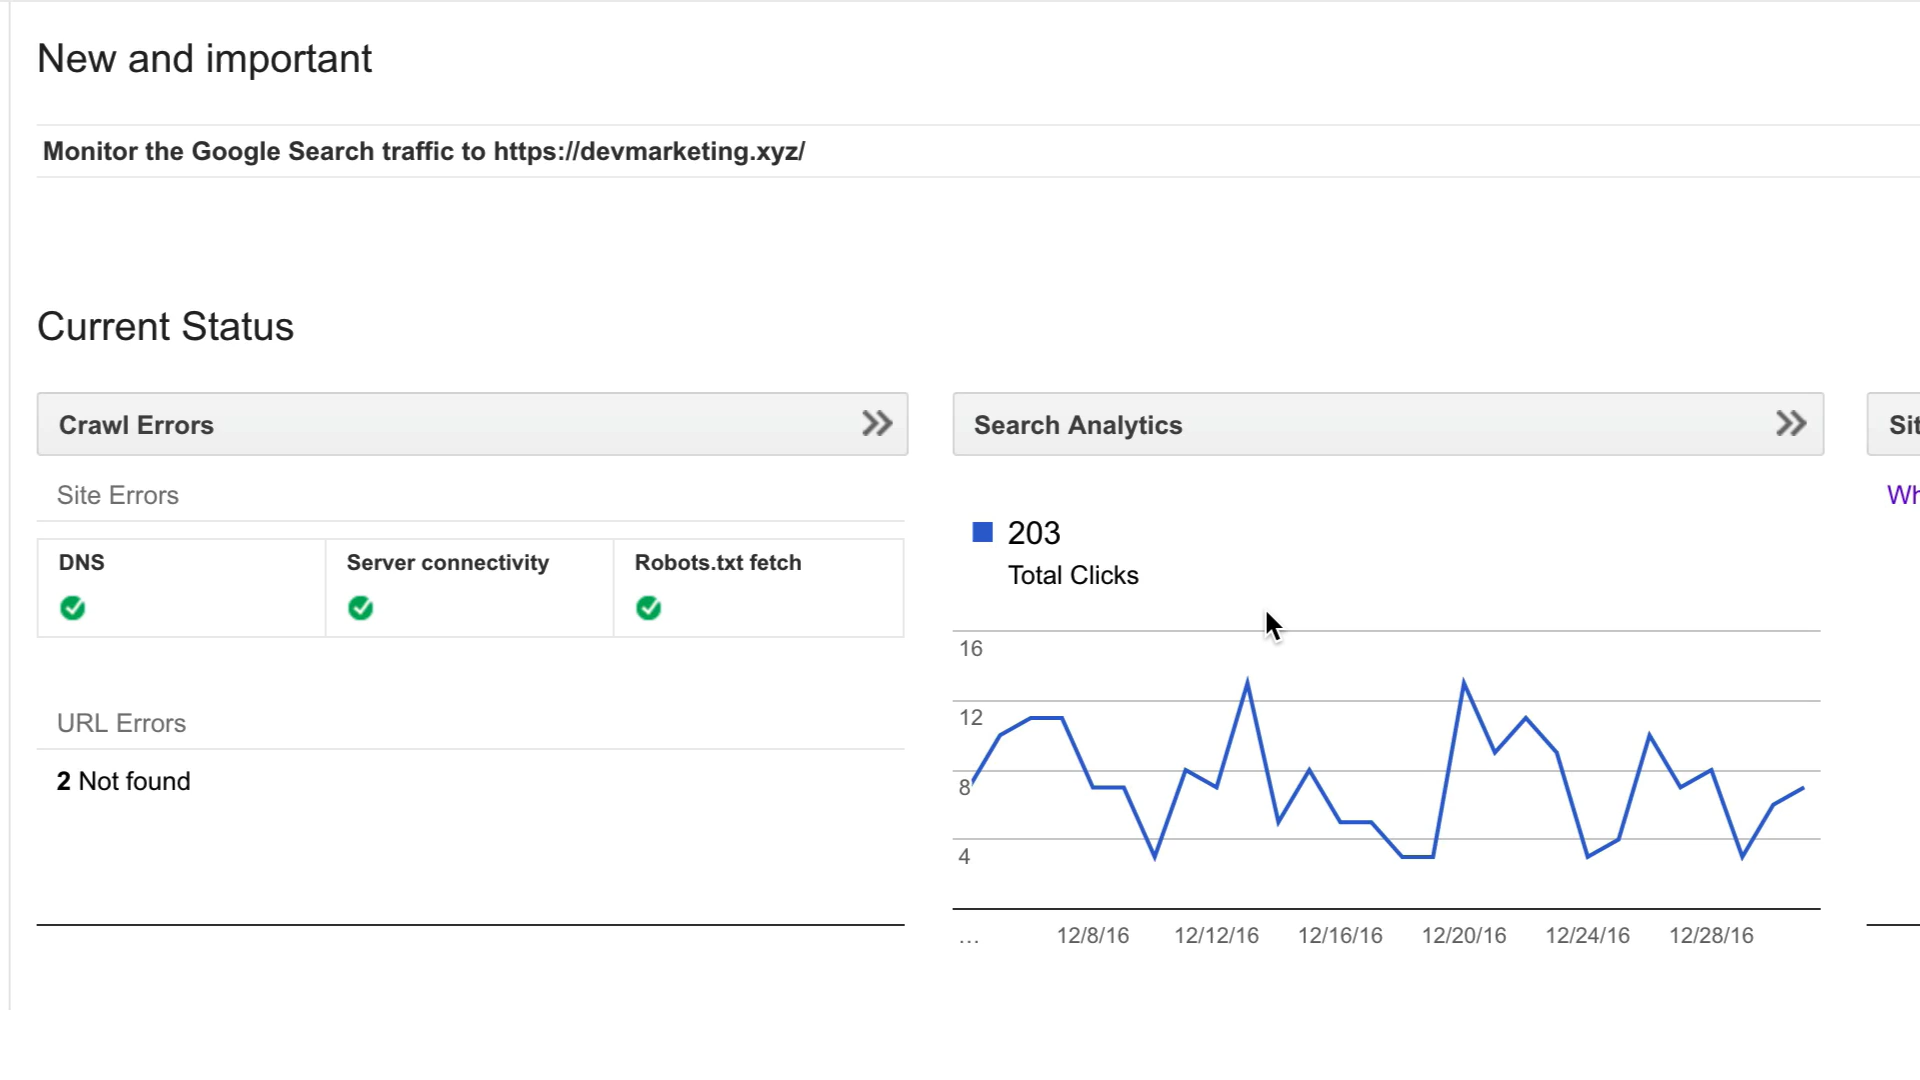 New and important
Monitor the Google Search traffic to https://devmarketing.xyz/
Current Status
Crawl Errors
Site Errors
DNS
Server connectivity
Robots.txt fetch
URL Errors
2 Not found
Search Analytics
203
Total Clicks
16
12
8
4
... 12/8/16 12/12/16 12/16/16 12/20/16 12/24/16 12/28/16